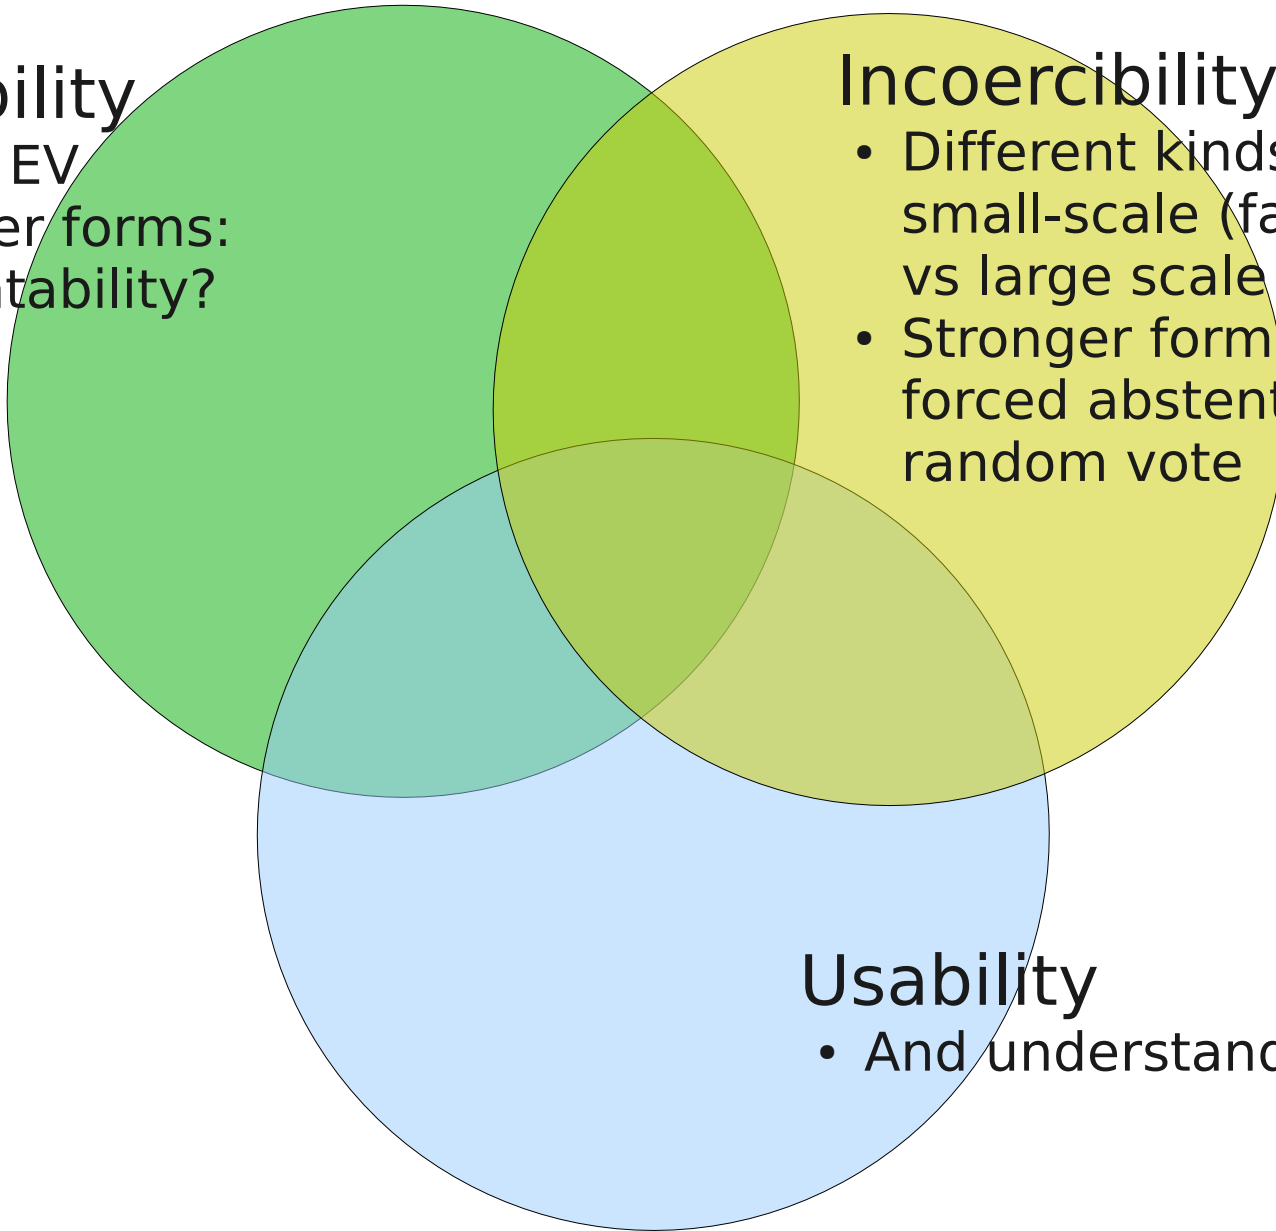 bility
EV
er forms:
tability?
Incoercibility
• Different kinds
small-scale (fa
vs large scale
• Stronger form
forced abstent
random vote
Usability
• And understand